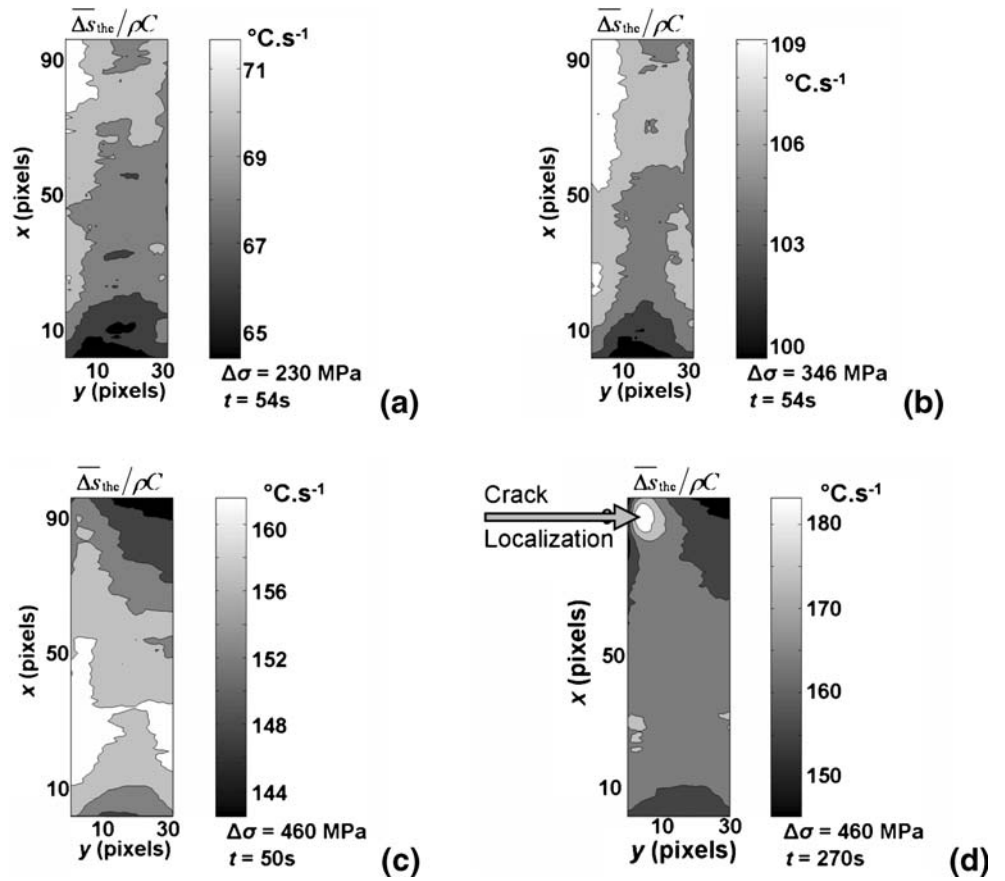 Δs the/ρC
°C.s-1
90
50
10
x (pixels)
10 30
y (pixels)
71
69
67
65
Δσ = 230 MPa
t = 54s
(a)
Δs the/ρC
90
50
10
x (pixels)
10 30
y (pixels)
109
°C.s-1
106
103
100
Δσ = 346 MPa
t = 54s
(b)
Δs the/ρC
°C.s-1
90
50
10
x (pixels)
10 30
y (pixels)
160
156
152
148
144
Δσ = 460 MPa
t = 50s
(c)
Δs the/ρC
°C.s-1
Crack
Localization
50
10
x (pixels)
10 30
y (pixels)
180
170
160
150
Δσ = 460 MPa
t = 270s
(d)